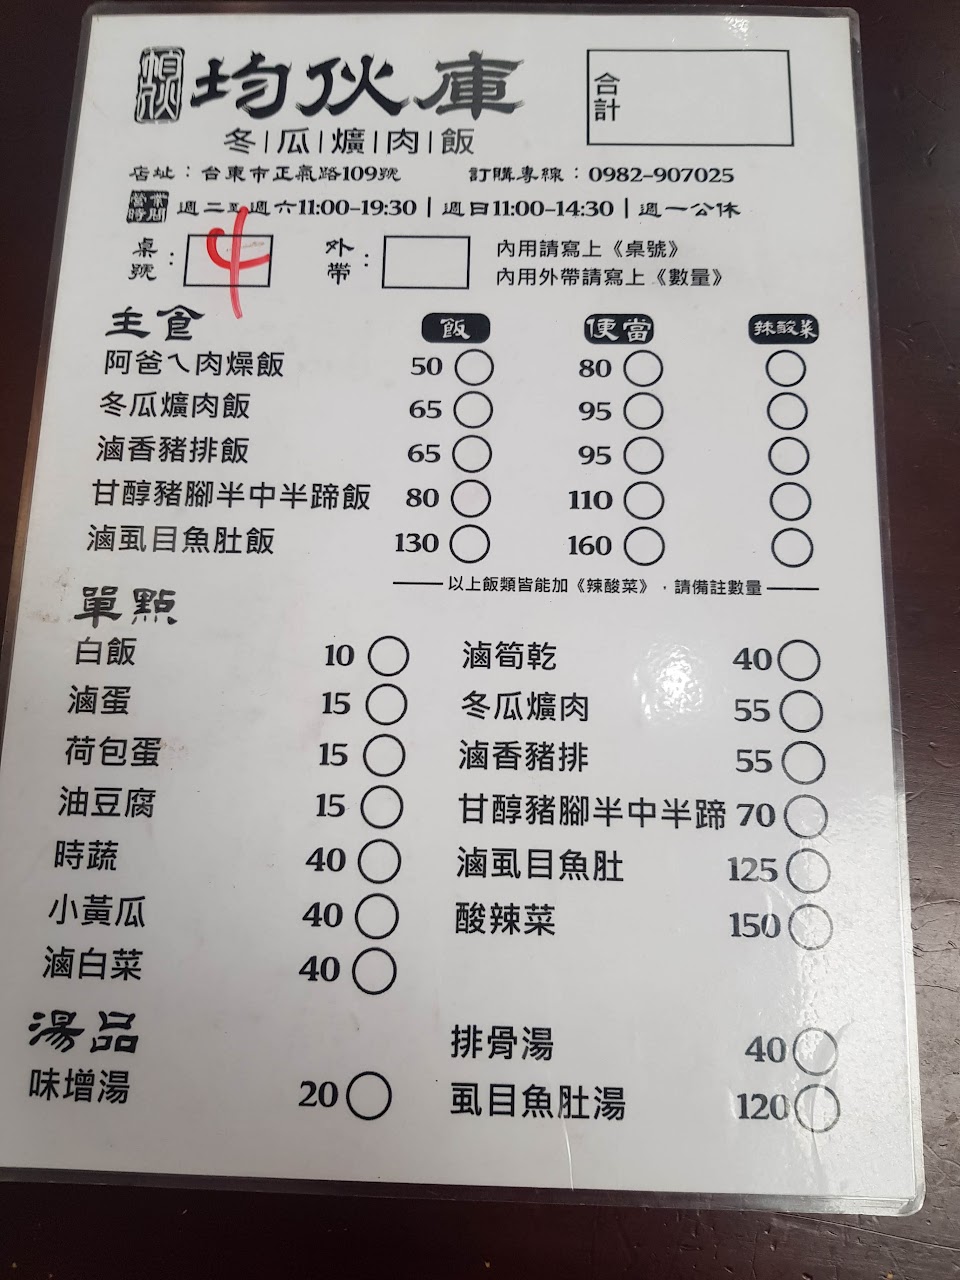 均伙庫
合計
冬|瓜|爌|肉|飯
店址：台東市正氣路109號 訂購專線：0982-907025
營業時間 週二至週六11:00-19:30|週日11:00-14:30|週一公休
桌號： 4 外帶： 內用請寫上《桌號》
內用外帶請寫上《數量》
主食 飯 便當 辣酸菜
阿爸ㄟ肉燥飯 50 80
冬瓜爌肉飯 65 95
滷香豬排飯 65 95
甘醇豬腳半中半蹄飯 80 110
滷虱目魚肚飯 130 160
以上飯類皆能加《辣酸菜》，請備註數量
單點
白飯 10 滷筍乾 40
滷蛋 15 冬瓜爌肉 55
荷包蛋 15 滷香豬排 55
油豆腐 15 甘醇豬腳半中半蹄 70
時蔬 40 滷虱目魚肚 125
小黃瓜 40 酸辣菜 150
滷白菜 40
湯品 排骨湯 40
味增湯 20 虱目魚肚湯 120